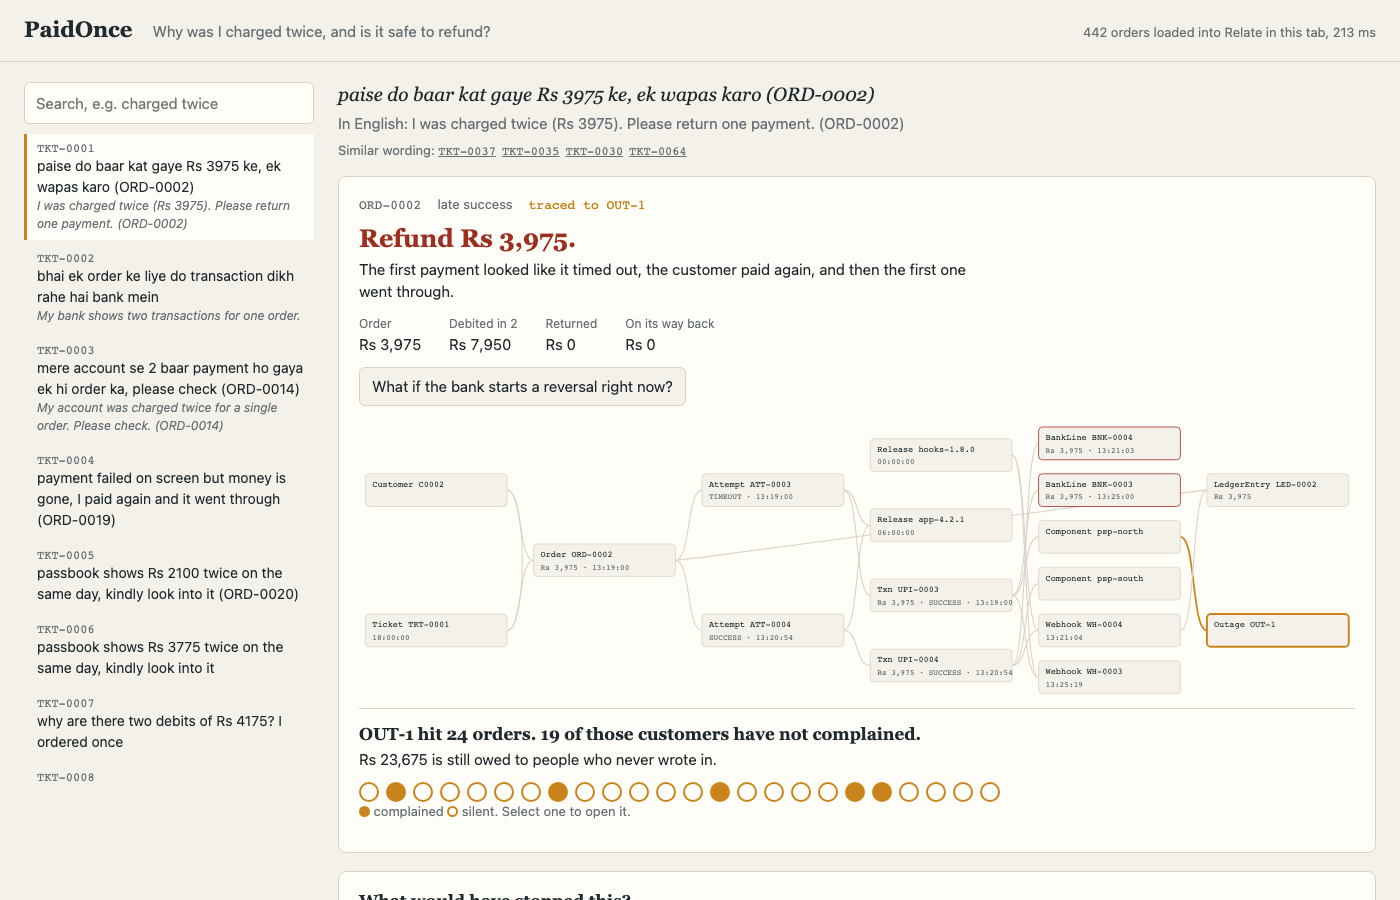 PaidOnce
Why was I charged twice, and is it safe to refund?
442 orders loaded into Relate in this tab, 213 ms
Search, e.g. charged twice
TKT-0001
paise do baar kat gaye Rs 3975 ke, ek
wapas karo (ORD-0002)
I was charged twice (Rs 3975). Please return
one payment. (ORD-0002)
TKT-0002
bhai ek order ke liye do transaction dikh
rahe hai bank mein
My bank shows two transactions for one order.
TKT-0003
mere account se 2 baar payment ho gaya
ek hi order ka, please check (ORD-0014)
My account was charged twice for a single
order. Please check. (ORD-0014)
TKT-0004
payment failed on screen but money is
gone, I paid again and it went through
(ORD-0019)
TKT-0005
passbook shows Rs 2100 twice on the
same day, kindly look into it (ORD-0020)
TKT-0006
passbook shows Rs 3775 twice on the
same day, kindly look into it
TKT-0007
why are there two debits of Rs 4175? I
ordered once
TKT-0008
paise do baar kat gaye Rs 3975 ke, ek wapas karo (ORD-0002)
In English: I was charged twice (Rs 3975). Please return one payment. (ORD-0002)
Similar wording: TKT-0037 TKT-0035 TKT-0030 TKT-0064
ORD-0002 late success traced to OUT-1
Refund Rs 3,975.
The first payment looked like it timed out, the customer paid again, and then the first one
went through.
Order Debited in 2 Returned On its way back
Rs 3,975 Rs 7,950 Rs 0 Rs 0
What if the bank starts a reversal right now?
Customer C0002
Ticket TKT-0001
18:00:00
Order ORD-0002
Rs 3,975 · 13:19:00
Attempt ATT-0003
TIMEOUT · 13:19:00
Attempt ATT-0004
SUCCESS · 13:20:54
Release hooks-1.8.0
00:00:00
Release app-4.2.1
06:00:00
Txn UPI-0003
Rs 3,975 · SUCCESS · 13:19:00
Txn UPI-0004
Rs 3,975 · SUCCESS · 13:20:54
BankLine BNK-0004
Rs 3,975 · 13:21:03
BankLine BNK-0003
Rs 3,975 · 13:25:00
Component psp-north
Component psp-south
Webhook WH-0004
13:21:04
Webhook WH-0003
13:25:19
LedgerEntry LED-0002
Rs 3,975
Outage OUT-1
OUT-1 hit 24 orders. 19 of those customers have not complained.
Rs 23,675 is still owed to people who never wrote in.
complained silent. Select one to open it.
What would have stopped this?